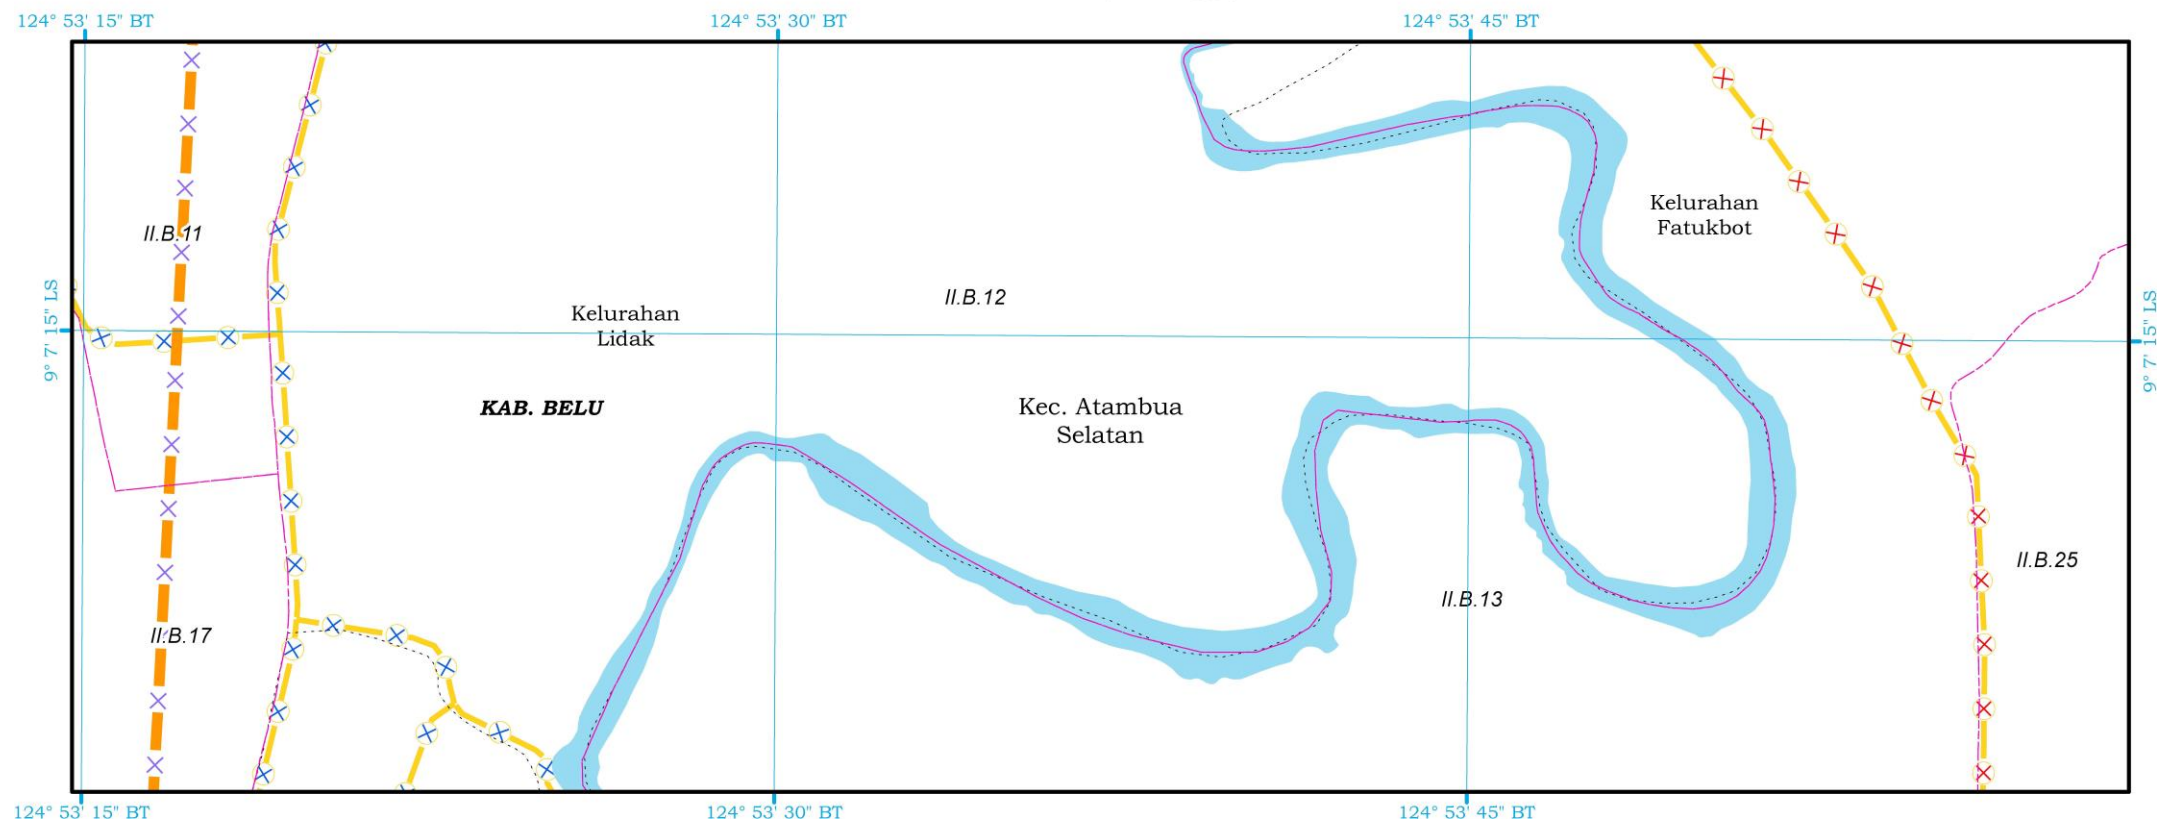 124° 53' 15" BT
124° 53' 30" BT
124° 53' 45" BT
II.B.11
Kelurahan
Fatukbot
9° 7' 15" LS
Kelurahan
Lidak
II.B.12
9° 7' 15" LS
KAB. BELU
Kec. Atambua
Selatan
II.B.25
II.B.13
II.B.17
124° 53' 15" BT
124° 53' 30" BT
124° 53' 45" BT